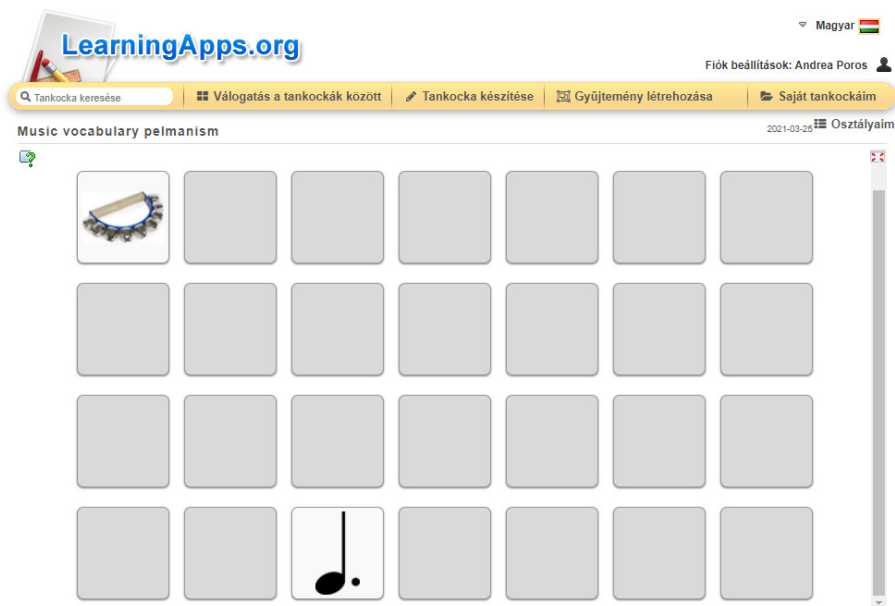 LearningApps.org
Magyar
Fiók beállítások: Andrea Poros
Tankocka keresése
Válogatás a tankockák között
Tankocka készítése
Gyűjtemény létrehozása
Saját tankockáim
Music vocabulary pelmanism
2021-03-25
Osztályaim